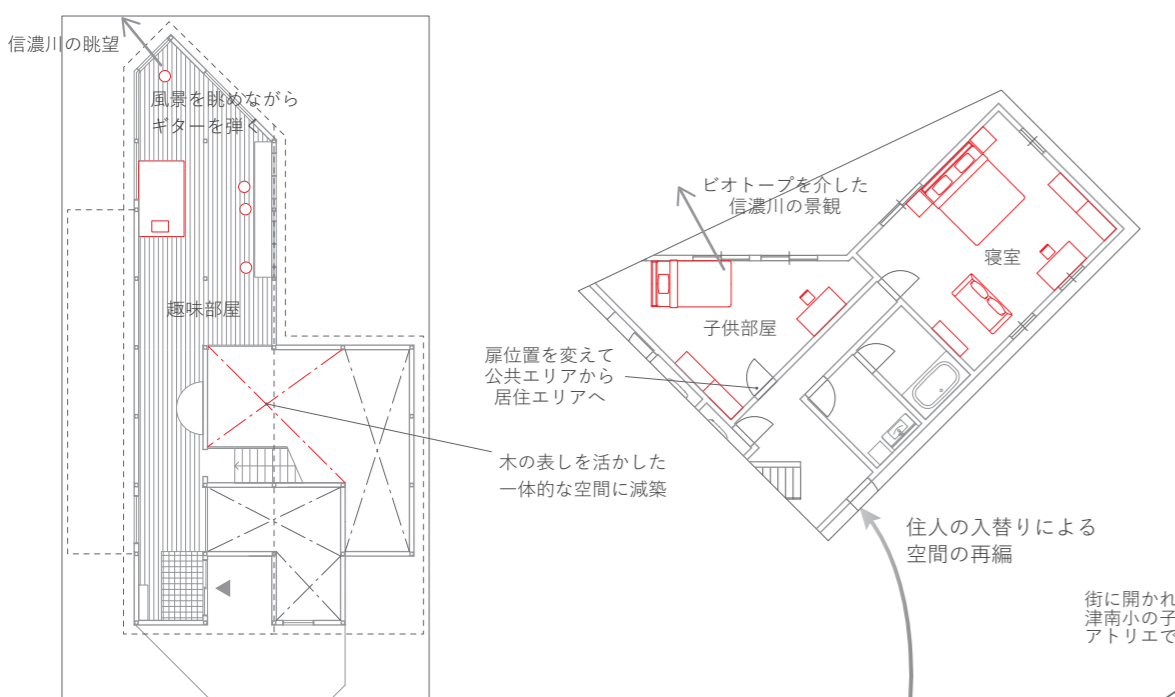 信濃川の眺望
風景を眺めながら
ギターを弾く
趣味部屋
木の表しを活かした
一体的な空間に減築
ビオトープを介した
信濃川の景観
寝室
子供部屋
扉位置を変えて
公共エリアから
居住エリアへ
住人の入替りによる
空間の再編
街に開かれ
津南小の子
アトリエで